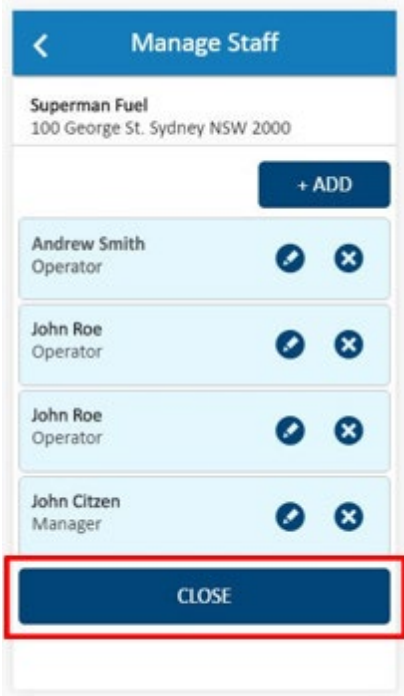 Manage Staff
Superman Fuel
100 George St. Sydney NSW 2000
+ ADD
Andrew Smith
Operator
John Roe
Operator
John Roe
Operator
John Citzen
Manager
CLOSE